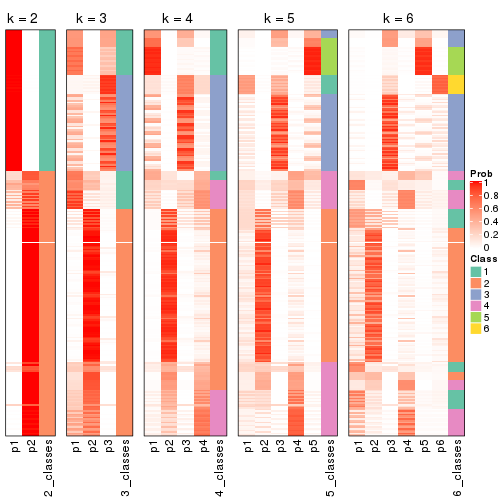 k = 2
k = 3
k = 4
k = 5
k = 6
p1
p2
2_classes
p1
p2
p3
3_classes
p1
p2
p3
p4
4_classes
p1
p2
p3
p4
p5
5_classes
p1
p2
p3
p4
p5
p6
6_classes
Prob
1
0.8
0.6
0.4
0.2
0
Class
1
2
3
4
5
6